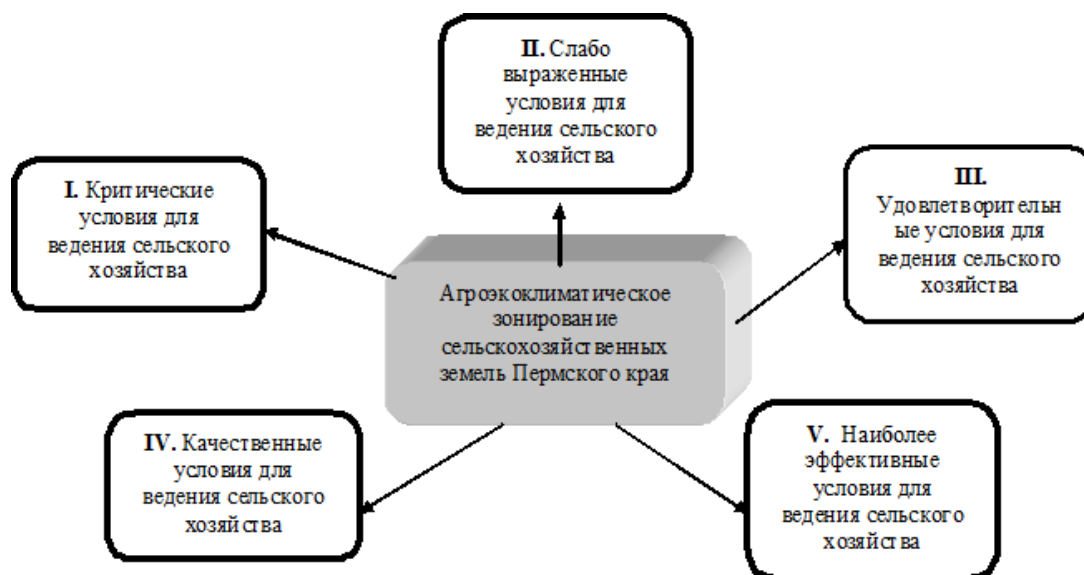 II. Слабо
выраженные
условия для
ведения сельского
хозяйства
I. Критические
условия для
ведения сельского
хозяйства
III.
Удовлетворительн
ые условия для
ведения сельского
хозяйства
Агроэкоклиматическое
зонирование
сельскохозяйственных
земель Пермского края
IV. Качественные
условия для
ведения сельского
хозяйства
V. Наиболее
эффективные
условия для
ведения сельского
хозяйства